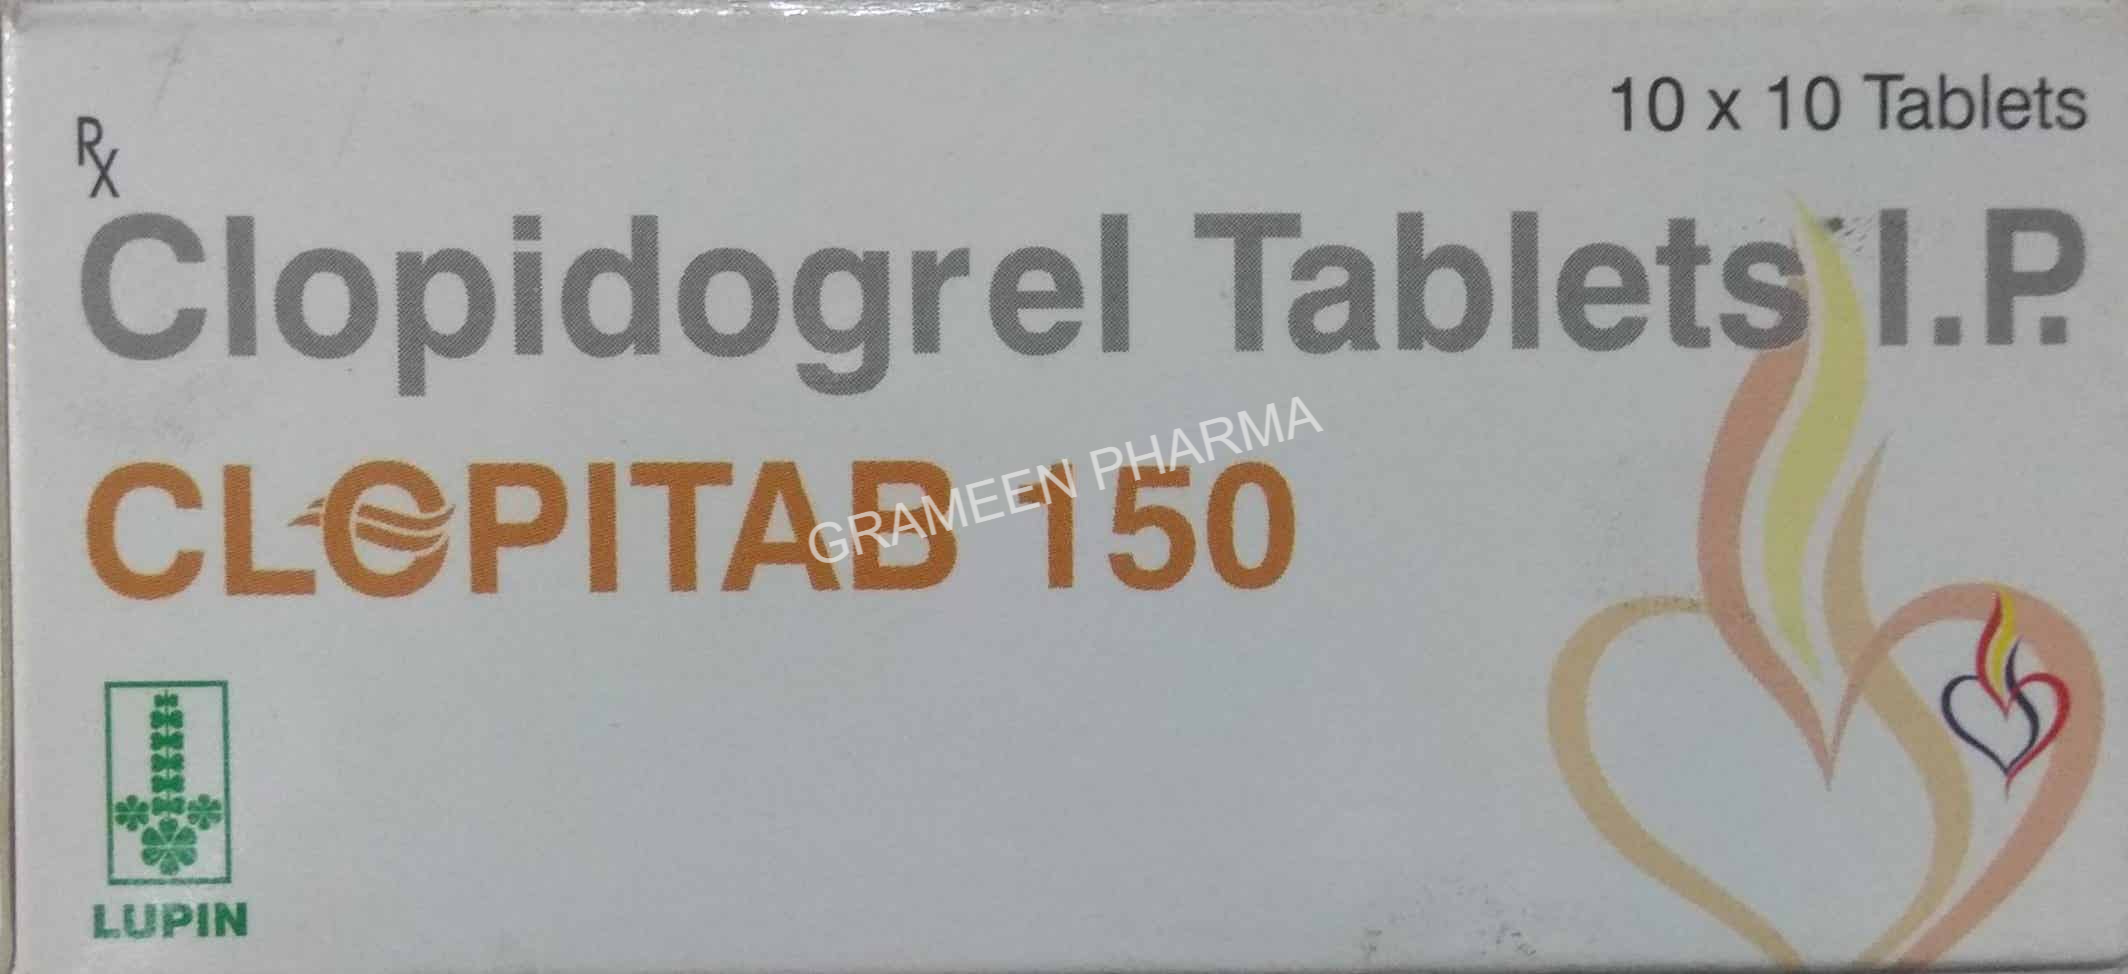 10 x 10 Tablets
Rx
Clopidogrel Tablets I.P.
CLOPITAB 150
GRAMEEN PHARMA
LUPIN